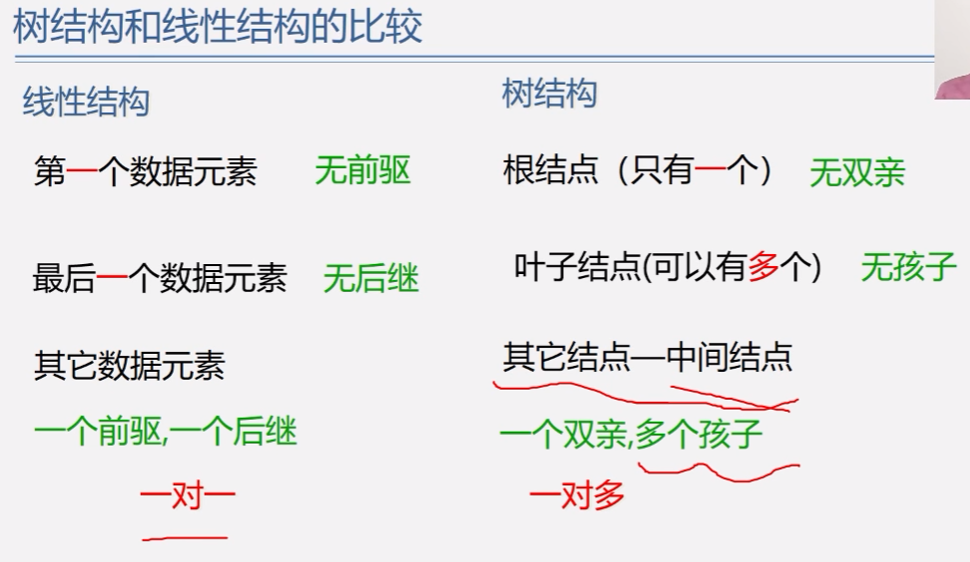 树结构和线性结构的比较
线性结构
第一个数据元素 无前驱
最后一个数据元素 无后继
其它数据元素
一个前驱,一个后继
一对一
树结构
根结点（只有一个） 无双亲
叶子结点(可以有多个) 无孩子
其它结点—中间结点
一个双亲,多个孩子
一对多